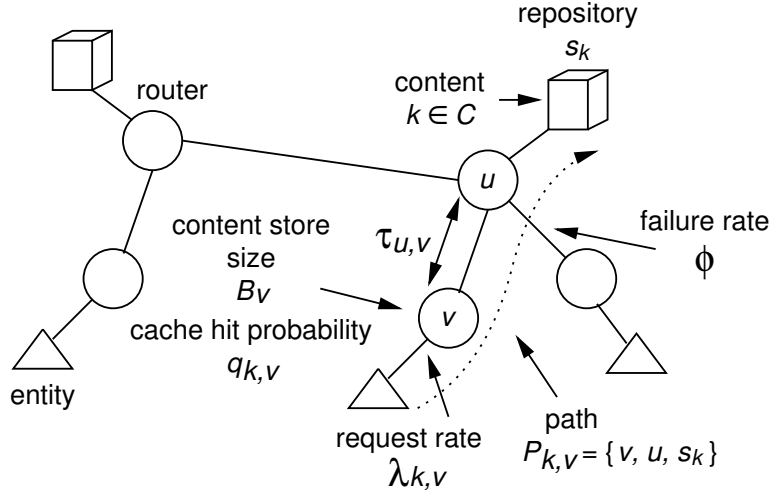 repository
s_k
content
k ∈ C
router
u
failure rate
ϕ
τ_{u,v}
content store
size
B_v
cache hit probability
q_{k,v}
v
entity
request rate
λ_{k,v}
path
P_{k,v} = { v, u, s_k }